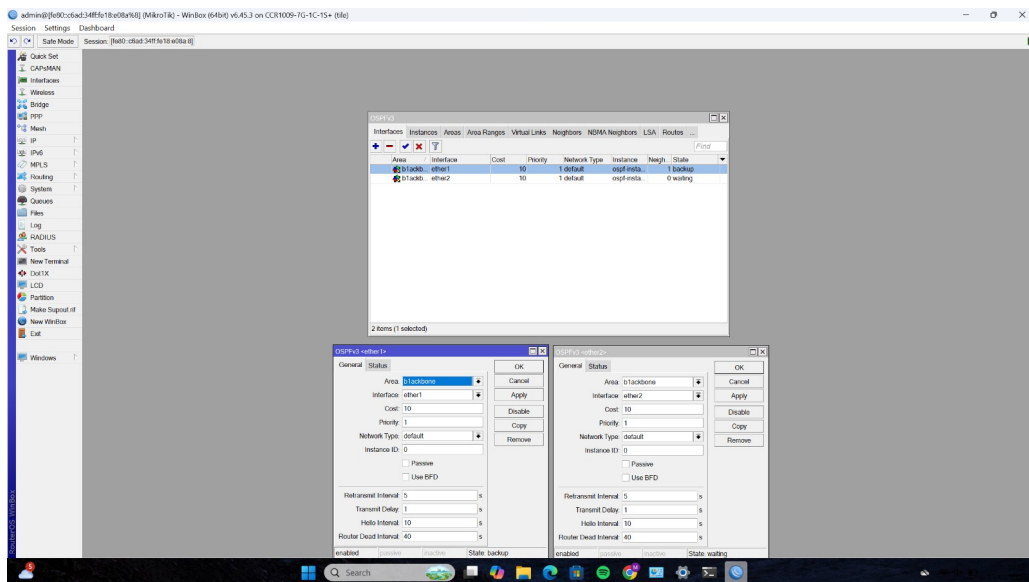 admin@[fe80::c6ad:34ff:fe18:e08a%8] (MikroTik) - WinBox (64bit) v6.45.3 on CCR1009-7G-1C-1S+ (tile)
Session Settings Dashboard
Safe Mode Session: [fe80::c6ad:34ff:fe18:e08a:8]
Quick Set
CAPsMAN
Interfaces
Wireless
Bridge
PPP
Mesh
IP
IPv6
MPLS
Routing
System
Queues
Files
Log
RADIUS
Tools
New Terminal
Dot1X
LCD
Partition
Make Supout.rif
New WinBox
Exit
Windows
RouterOS WinBox
OSPFv3
Interfaces Instances Areas Area Ranges Virtual Links Neighbors NBMA Neighbors LSA Routes ...
Find
Area Interface Cost Priority Network Type Instance Neigh.. State
b1ackb.. ether1 10 1 default ospf-insta.. 1 backup
b1ackb.. ether2 10 1 default ospf-insta.. 0 waiting
2 items (1 selected)
OSPFv3 <ether1>
General Status
OK
Area: b1ackbone
Cancel
Interface: ether1
Apply
Cost: 10
Disable
Priority: 1
Copy
Network Type: default
Remove
Instance ID: 0
Passive
Use BFD
Retransmit Interval: 5 s
Transmit Delay: 1 s
Hello Interval: 10 s
Router Dead Interval: 40 s
enabled passive inactive State: backup
OSPFv3 <ether2>
General Status
OK
Area: b1ackbone
Cancel
Interface: ether2
Apply
Cost: 10
Disable
Priority: 1
Copy
Network Type: default
Remove
Instance ID: 0
Passive
Use BFD
Retransmit Interval: 5 s
Transmit Delay: 1 s
Hello Interval: 10 s
Router Dead Interval: 40 s
enabled passive inactive State: waiting
Search